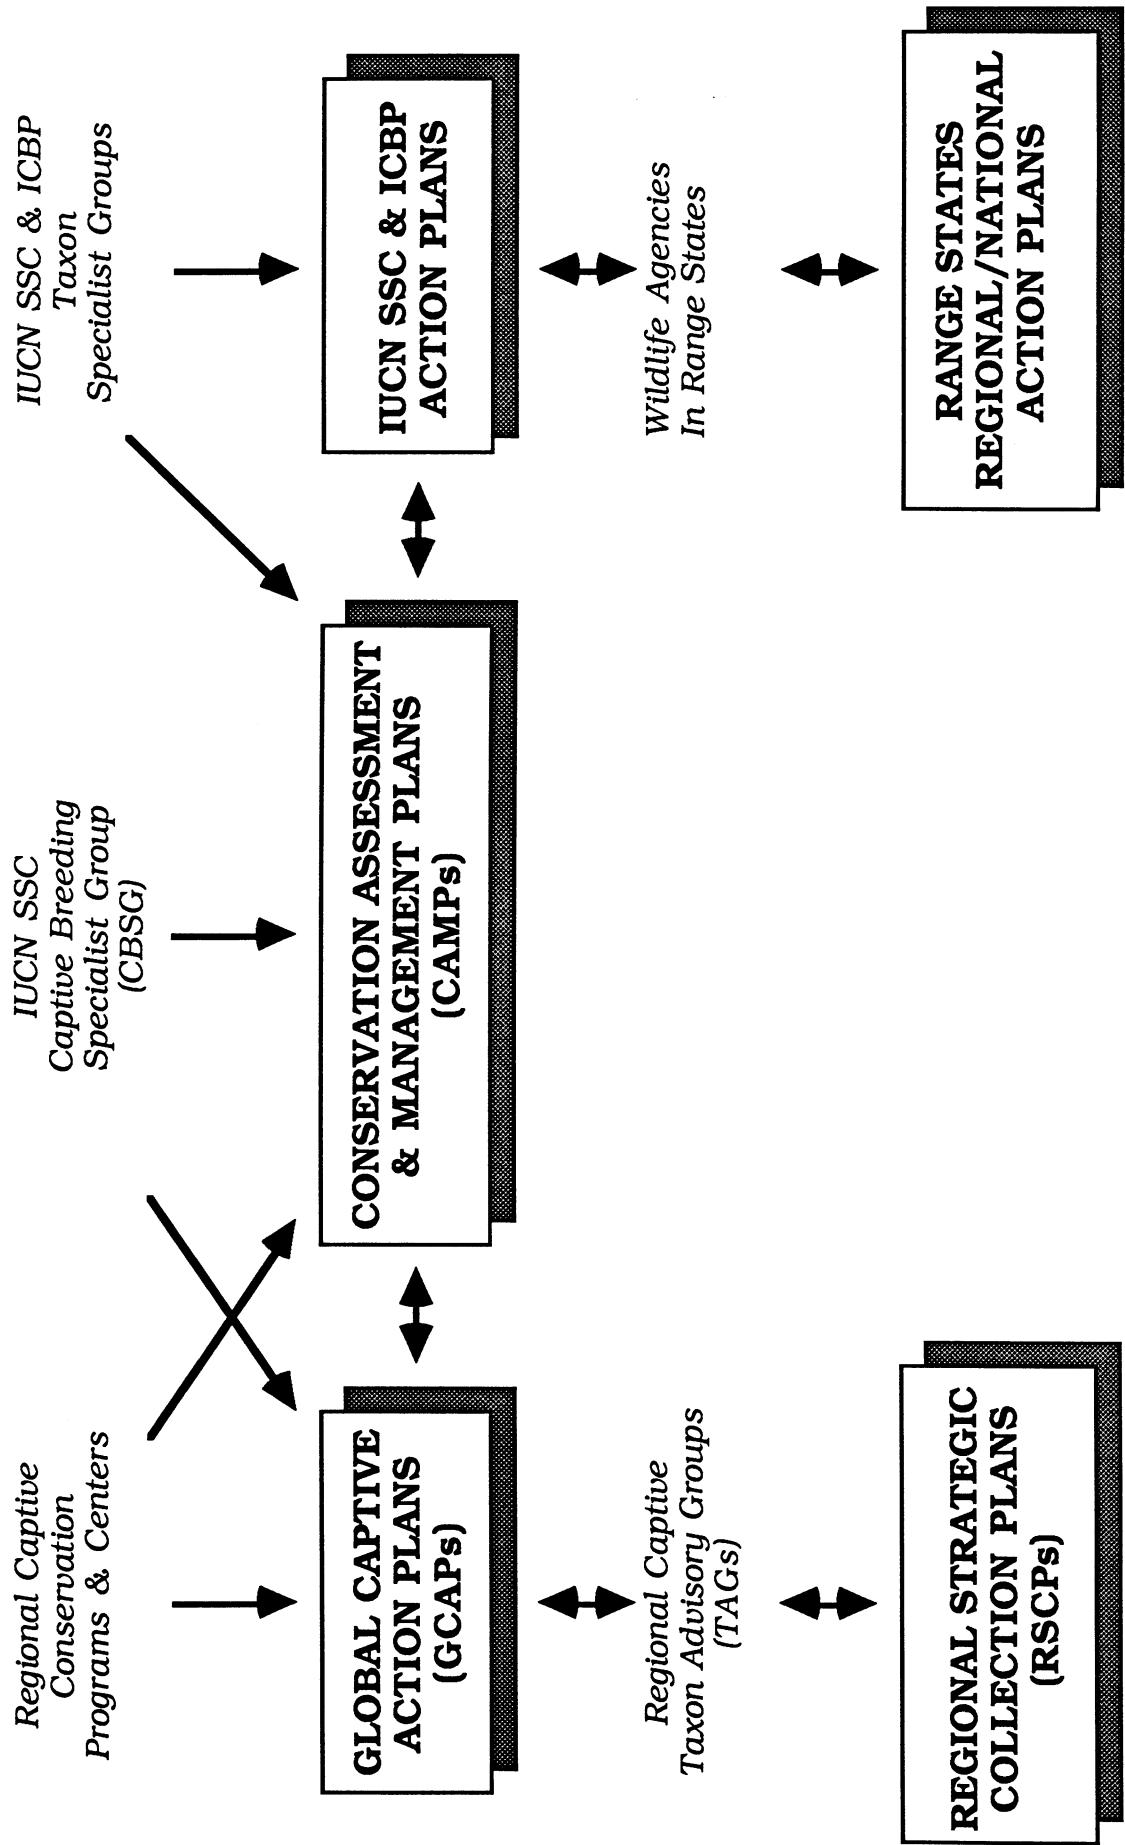 Regional Captive
Conservation
Programs & Centers
IUCN SSC
Captive Breeding
Specialist Group
(CBSG)
IUCN SSC & ICBP
Taxon
Specialist Groups
GLOBAL CAPTIVE
ACTION PLANS
(GCAPs)
CONSERVATION ASSESSMENT
& MANAGEMENT PLANS
(CAMPs)
IUCN SSC & ICBP
ACTION PLANS
Regional Captive
Taxon Advisory Groups
(TAGs)
Wildlife Agencies
In Range States
REGIONAL STRATEGIC
COLLECTION PLANS
(RSCPs)
RANGE STATES
REGIONAL/NATIONAL
ACTION PLANS